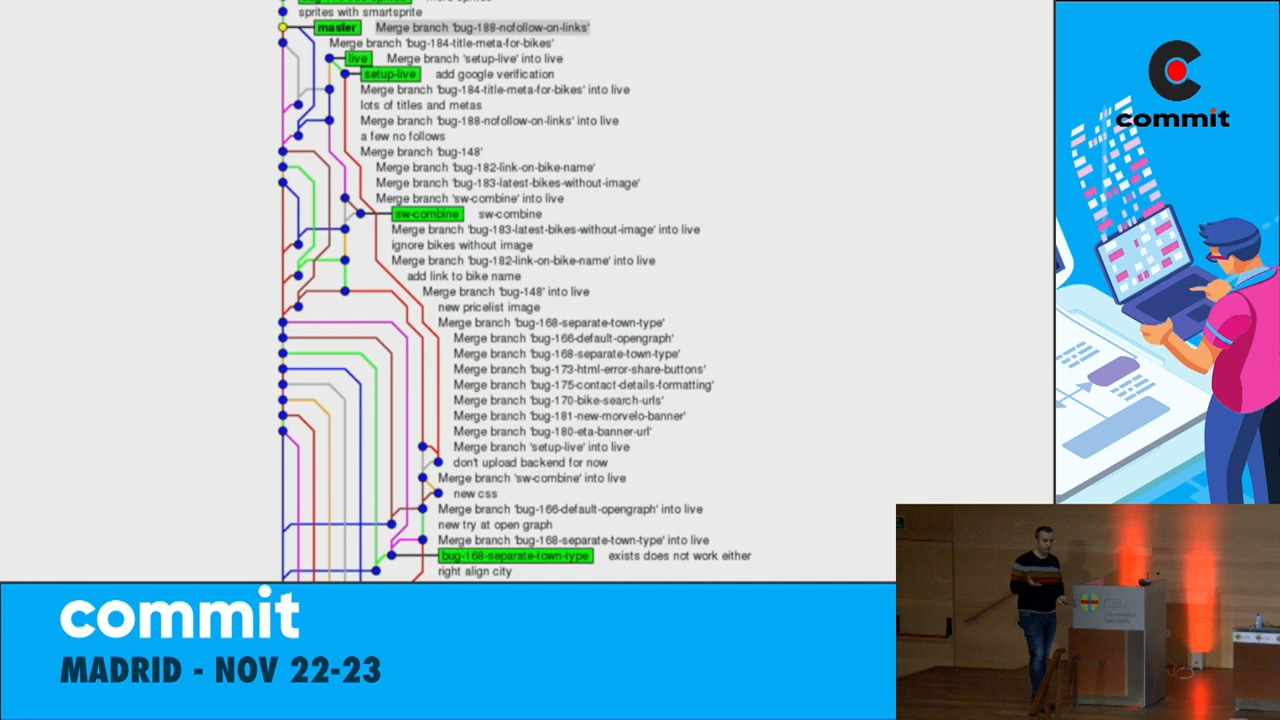 sprites with smartsprite
master Merge branch 'bug-188-nofollow-on-links'
Merge branch 'bug-184-title-meta-for-bikes'
live Merge branch 'setup-live' into live
setup-live add google verification
Merge branch 'bug-184-title-meta-for-bikes' into live
lots of titles and metas
Merge branch 'bug-188-nofollow-on-links' into live
a few no follows
Merge branch 'bug-148'
Merge branch 'bug-182-link-on-bike-name'
Merge branch 'bug-183-latest-bikes-without-image'
Merge branch 'sw-combine' into live
sw-combine sw-combine
Merge branch 'bug-183-latest-bikes-without-image' into live
ignore bikes without image
Merge branch 'bug-182-link-on-bike-name' into live
add link to bike name
Merge branch 'bug-148' into live
new pricelist image
Merge branch 'bug-168-separate-town-type'
Merge branch 'bug-166-default-opengraph'
Merge branch 'bug-168-separate-town-type'
Merge branch 'bug-173-html-error-share-buttons'
Merge branch 'bug-175-contact-details-formatting'
Merge branch 'bug-170-bike-search-urls'
Merge branch 'bug-181-new-morvelo-banner'
Merge branch 'bug-180-eta-banner-url'
Merge branch 'setup-live' into live
don't upload backend for now
Merge branch 'sw-combine' into live
new css
Merge branch 'bug-166-default-opengraph' into live
new try at open graph
Merge branch 'bug-168-separate-town-type' into live
bug-168-separate-town-type exists does not work either
right align city
commit
commit
MADRID - NOV 22-23
CEU